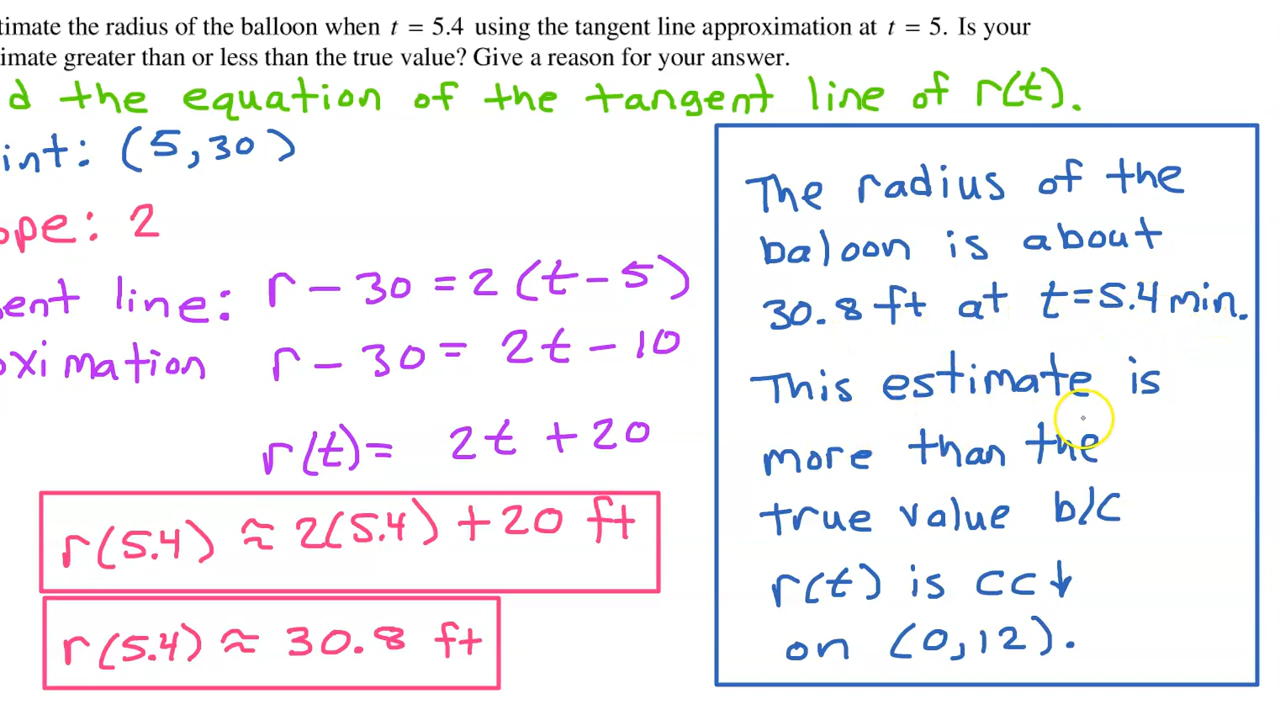 timate the radius of the balloon when t = 5.4 using the tangent line approximation at t = 5. Is your
imate greater than or less than the true value? Give a reason for your answer.
d the equation of the tangent line of r(t).
int: (5,30)
ope: 2
ent line: r - 30 = 2(t - 5)
oximation r - 30 = 2t - 10
r(t) = 2t + 20
r(5.4) ≈ 2(5.4) + 20 ft
r(5.4) ≈ 30.8 ft
The radius of the
baloon is about
30.8 ft at t=5.4 min.
This estimate is
more than the
true value b/c
r(t) is cc↓
on (0,12).